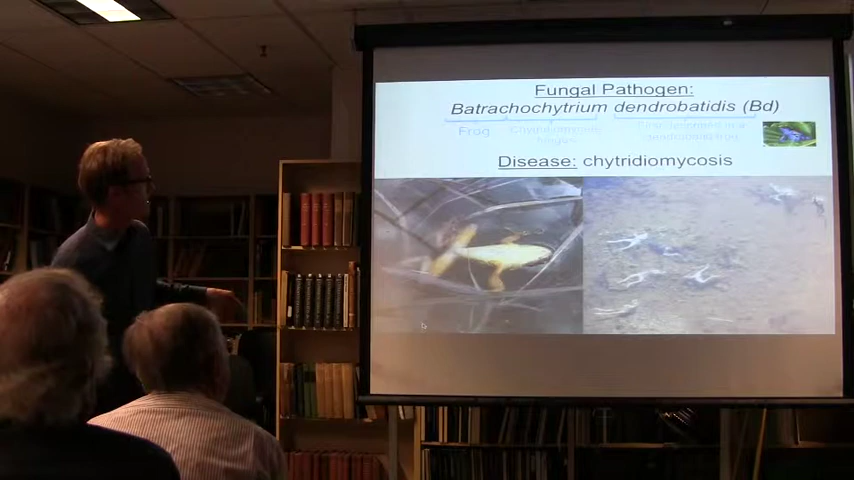 Fungal Pathogen:
Batrachochytrium dendrobatidis (Bd)
Frog
Disease: chytridiomycosis